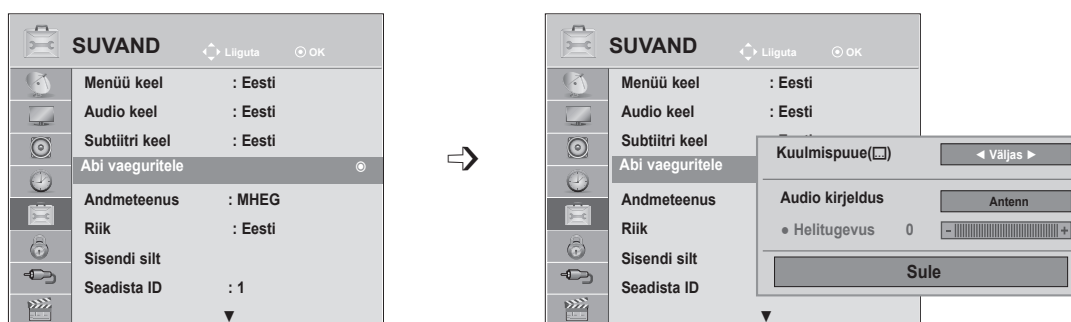 SUVAND Liiguta OK
Menüü keel : Eesti
Audio keel : Eesti
Subtiitri keel : Eesti
Abi vaeguritele
Andmeteenus : MHEG
Riik : Eesti
Sisendi silt
Seadista ID : 1
SUVAND Liiguta OK
Menüü keel : Eesti
Audio keel : Eesti
Subtiitri keel
Abi vaeguritele
Andmeteenus
Riik
Sisendi silt
Seadista ID
Kuulmispuue() ◄ Väljas ►
Audio kirjeldus Antenn
● Helitugevus 0 - +
Sule